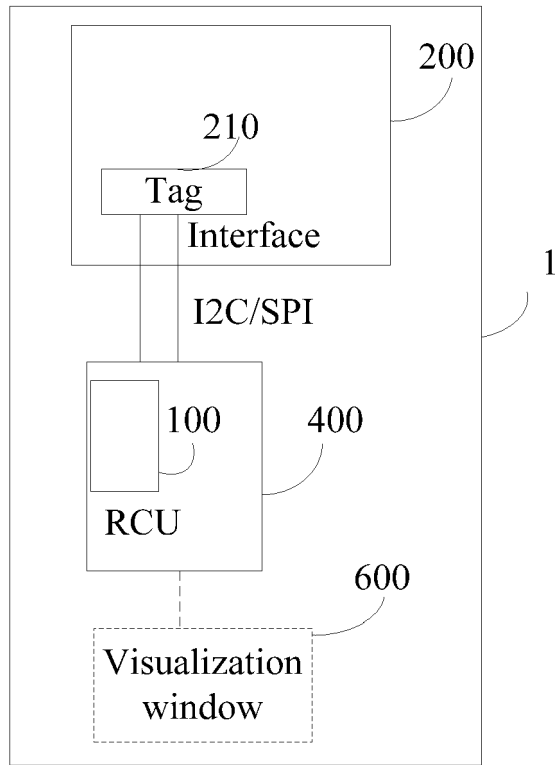 200
210
Tag
Interface
1
I2C/SPI
100
400
RCU
600
Visualization
window